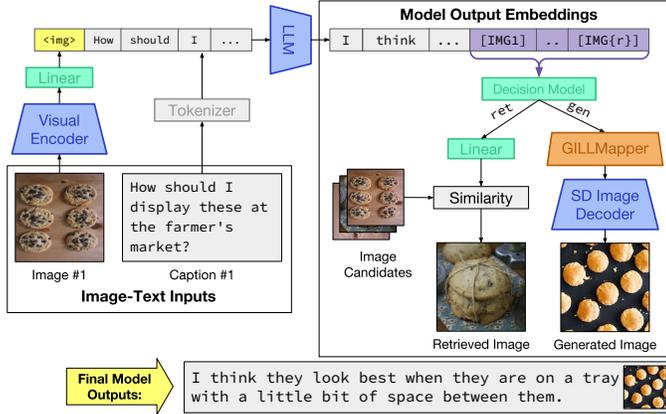 Model Output Embeddings
<img> How should I ...
LLM
I think ... [IMG1] .. [IMG{r}]
Linear
Decision Model
Visual
Encoder
Tokenizer
ret
gen
Linear
GILLMapper
How should I
display these at
the farmer's
market?
Similarity
SD Image
Decoder
Image #1
Caption #1
Image
Candidates
Image-Text Inputs
Retrieved Image
Generated Image
Final Model
Outputs:
I think they look best when they are on a tray
with a little bit of space between them.